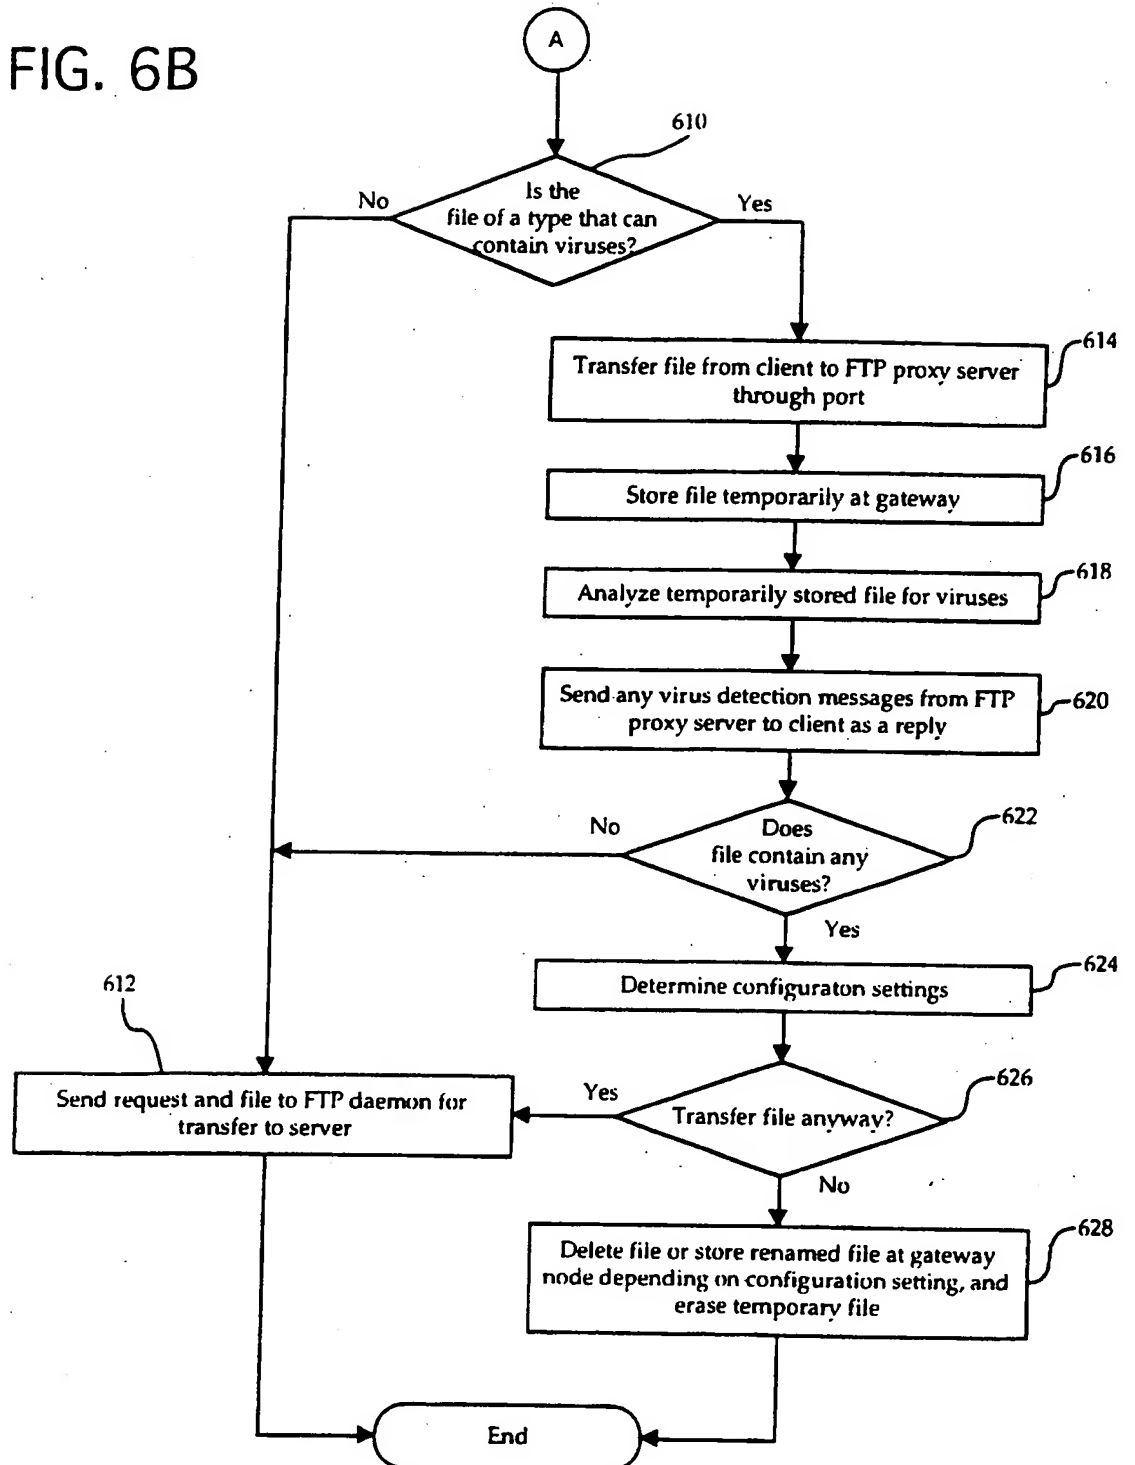 FIG. 6B
A
610
Is the
file of a type that can
contain viruses?
No
Yes
614
Transfer file from client to FTP proxy server
through port
616
Store file temporarily at gateway
618
Analyze temporarily stored file for viruses
620
Send any virus detection messages from FTP
proxy server to client as a reply
622
Does
file contain any
viruses?
No
Yes
624
Determine configuraton settings
612
Send request and file to FTP daemon for
transfer to server
626
Transfer file anyway?
Yes
No
628
Delete file or store renamed file at gateway
node depending on configuration setting, and
erase temporary file
End